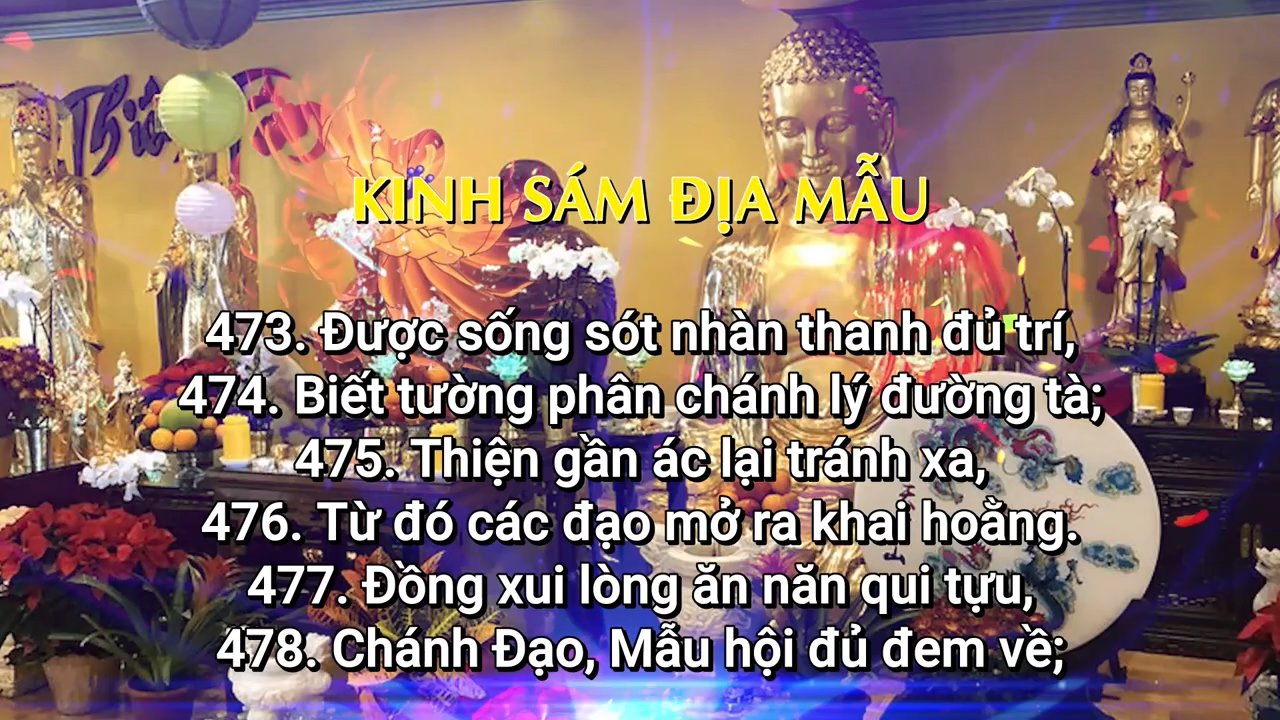 Thiên
KINH SÁM ĐỊA MẪU
473. Được sống sót nhàn thanh đủ trí,
474. Biết tường phân chánh lý đường tà;
475. Thiện gần ác lại tránh xa,
476. Từ đó các đạo mở ra khai hoằng.
477. Đồng xui lòng ăn năn qui tựu,
478. Chánh Đạo, Mẫu hội đủ đem về;